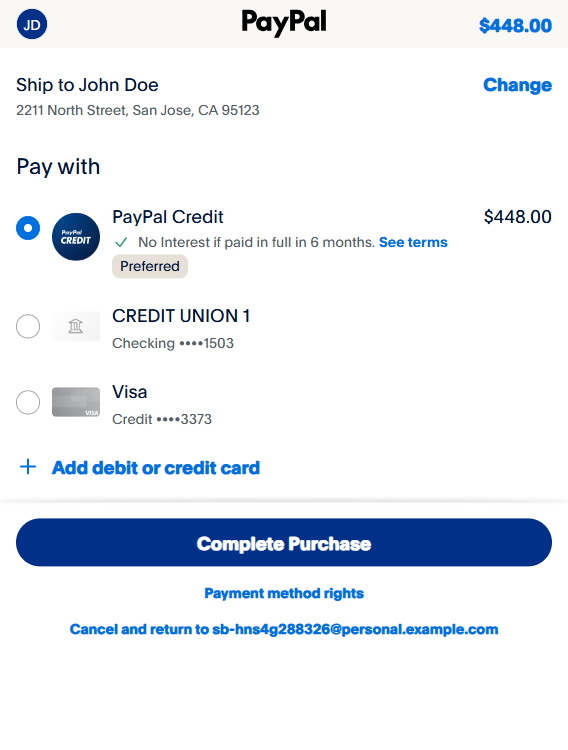 JD
PayPal
$448.00
Ship to John Doe
Change
2211 North Street, San Jose, CA 95123
Pay with
PayPal CREDIT
PayPal Credit
$448.00
No Interest if paid in full in 6 months. See terms
Preferred
CREDIT UNION 1
Checking ••••1503
VISA
Visa
Credit ••••3373
+ Add debit or credit card
Complete Purchase
Payment method rights
Cancel and return to sb-hns4g288326@personal.example.com